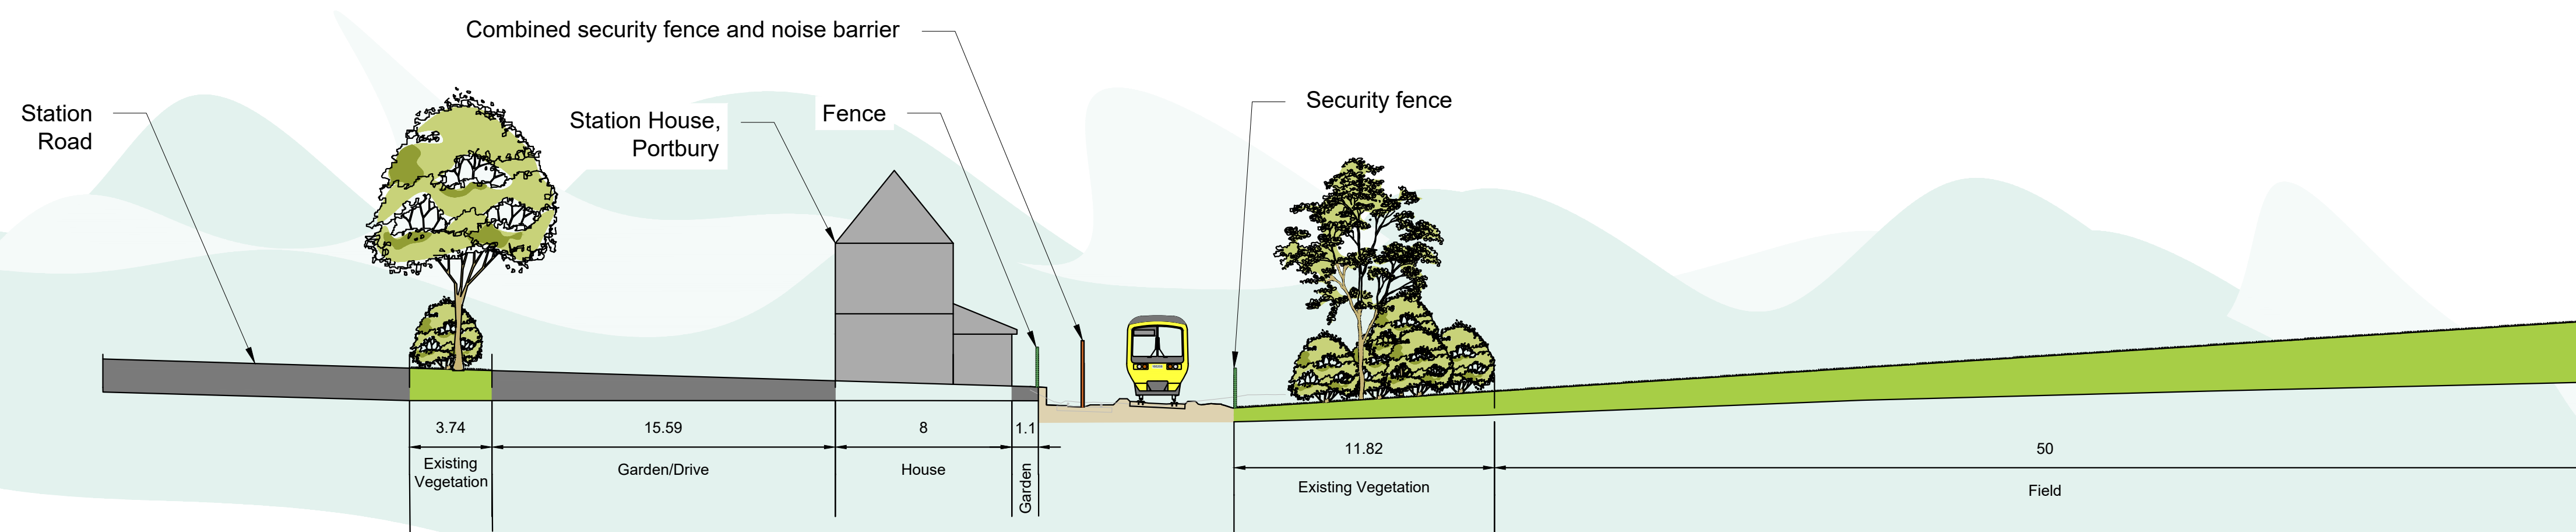 Combined security fence and noise barrier
Station
Road
Station House,
Portbury
Fence
Security fence
3.74
15.59
8
1.1
11.82
50
Existing
Vegetation
Garden/Drive
House
Garden
Existing Vegetation
Field